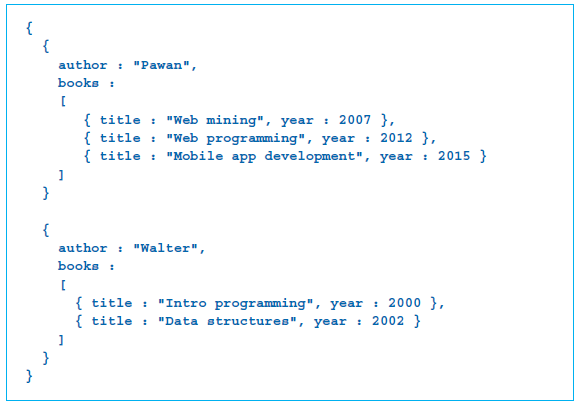 {
{
author : "Pawan",
books :
[
{ title : "Web mining", year : 2007 },
{ title : "Web programming", year : 2012 },
{ title : "Mobile app development", year : 2015 }
]
}
{
author : "Walter",
books :
[
{ title : "Intro programming", year : 2000 },
{ title : "Data structures", year : 2002 }
]
}
}